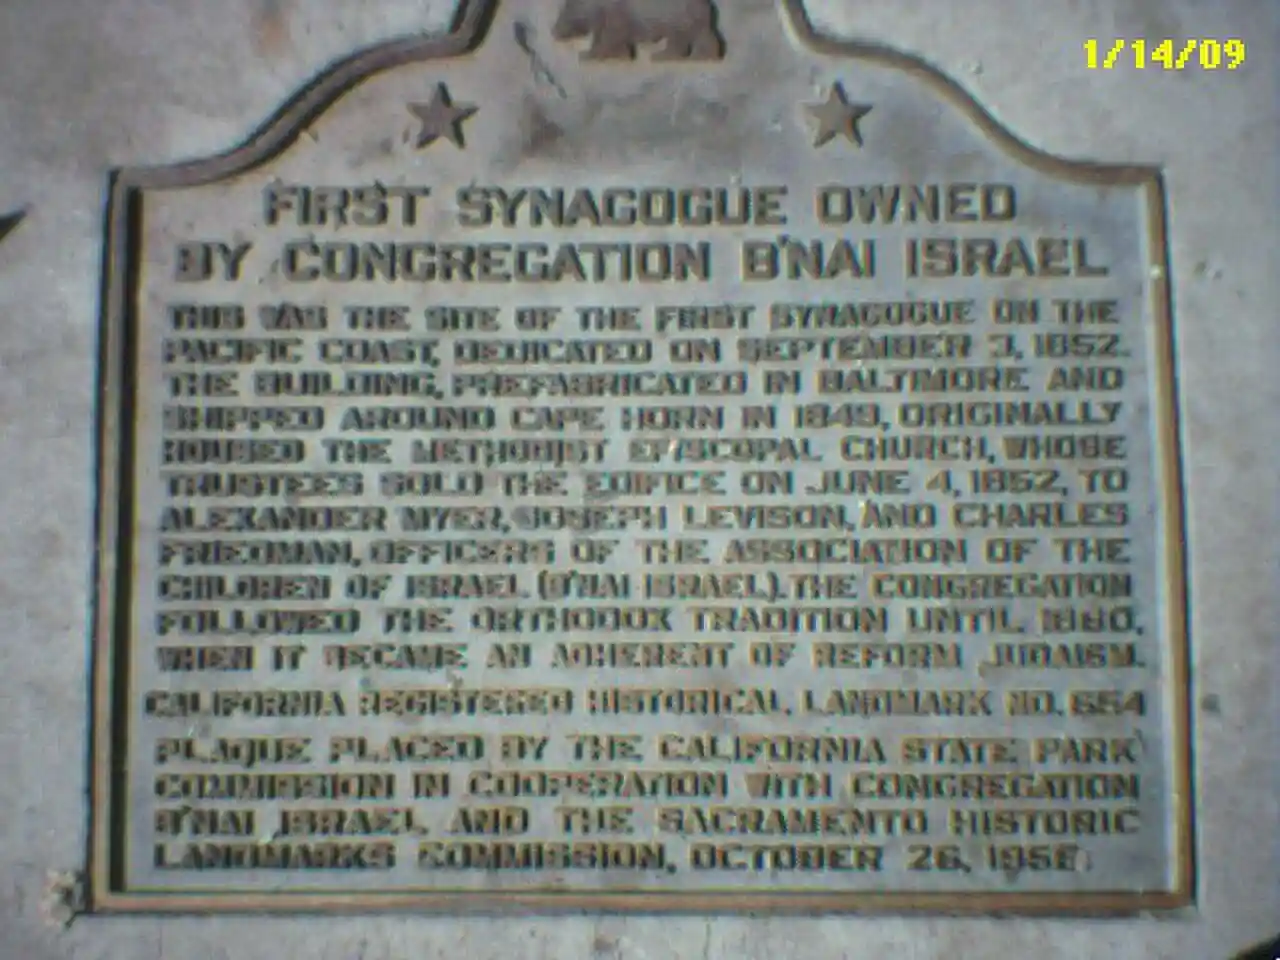 1/14/09
FIRST SYNAGOGUE OWNED
BY CONGREGATION B'NAI ISRAEL
THIS WAS THE SITE OF THE FIRST SYNAGOGUE ON THE
PACIFIC COAST, DEDICATED ON SEPTEMBER 3, 1852.
THE BUILDING, PREFABRICATED IN BALTIMORE AND
SHIPPED AROUND CAPE HORN IN 1849, ORIGINALLY
HOUSED THE METHODIST EPISCOPAL CHURCH, WHOSE
TRUSTEES SOLD THE EDIFICE ON JUNE 4, 1852, TO
ALEXANDER MYER, JOSEPH LEVISON, AND CHARLES
FRIEDMAN, OFFICERS OF THE ASSOCIATION OF THE
CHILDREN OF ISRAEL (B'NAI ISRAEL). THE CONGREGATION
FOLLOWED THE ORTHODOX TRADITION UNTIL 1880,
WHEN IT BECAME AN ADHERENT OF REFORM JUDAISM.
CALIFORNIA REGISTERED HISTORICAL LANDMARK NO. 654
PLAQUE PLACED BY THE CALIFORNIA STATE PARK
COMMISSION IN COOPERATION WITH CONGREGATION
B'NAI ISRAEL AND THE SACRAMENTO HISTORIC
LANDMARKS COMMISSION, OCTOBER 26,